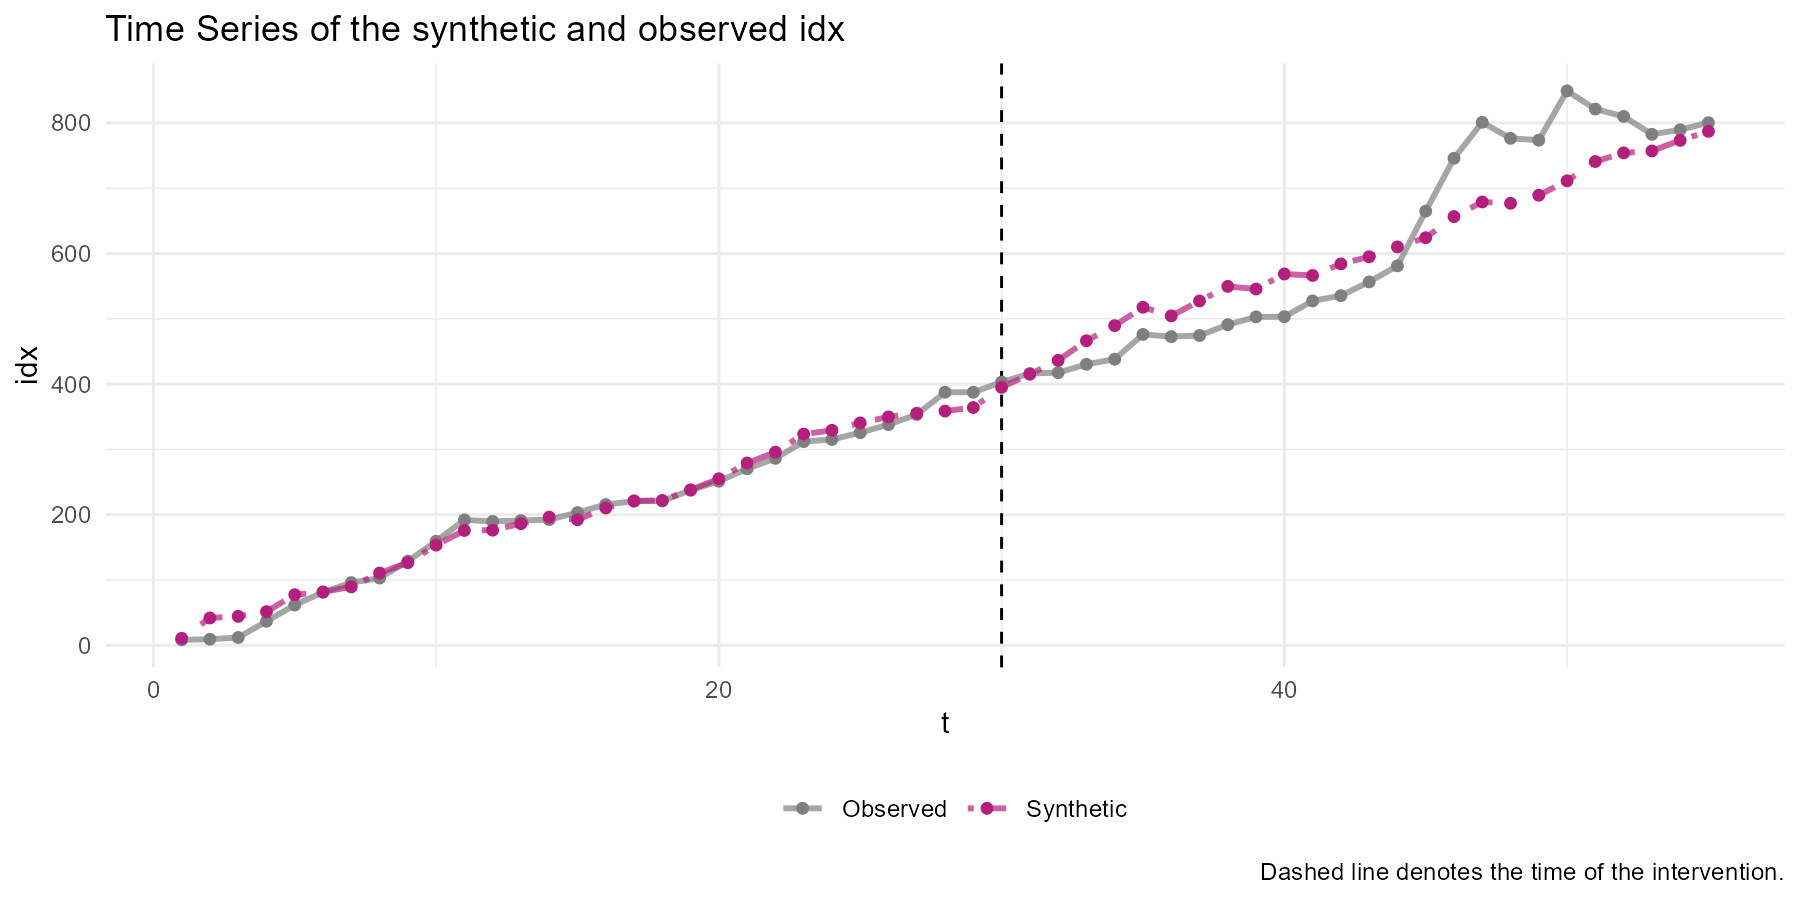 Time Series of the synthetic and observed idx
800
600
400
200
0
idx
0 20 40
t
Observed Synthetic
Dashed line denotes the time of the intervention.